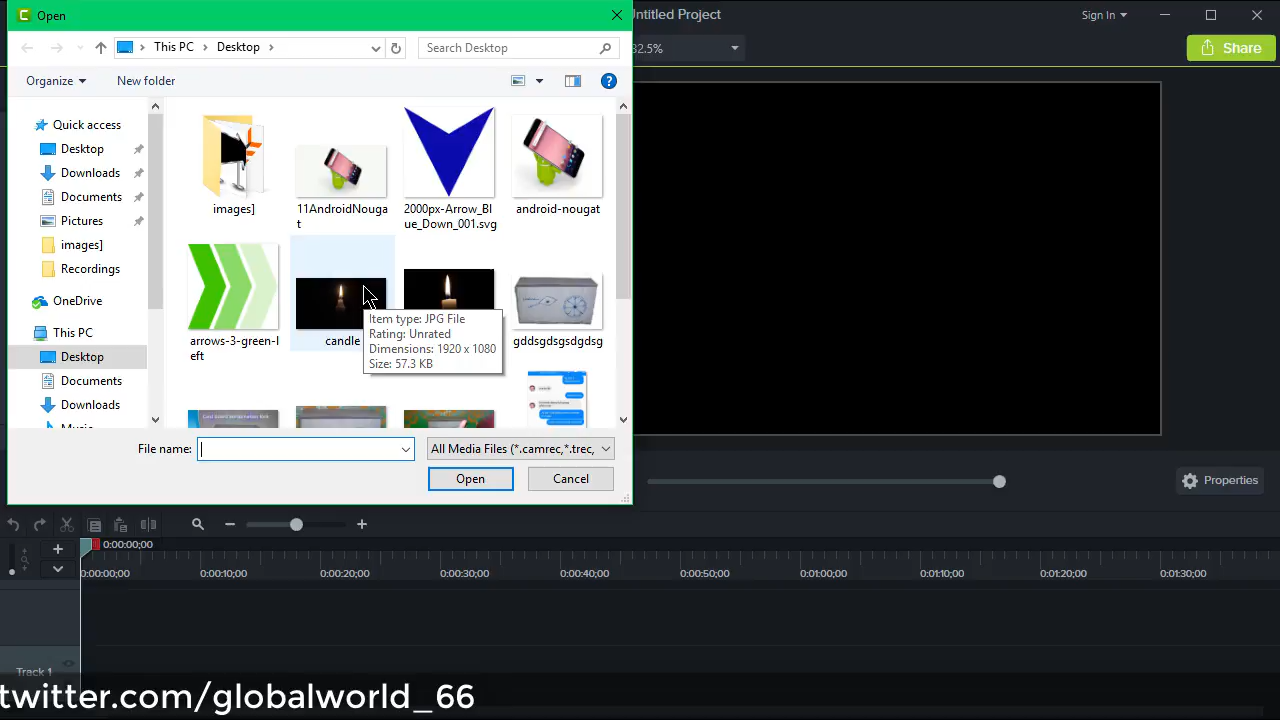 Open
Untitled Project
Sign In
This PC
Desktop
Search Desktop
32.5%
Share
Organize
New folder
Quick access
Desktop
Downloads
Documents
Pictures
images]
Recordings
OneDrive
This PC
Desktop
Documents
Downloads
images]
11AndroidNouga
t
2000px-Arrow_Bl
ue_Down_001.svg
android-nougat
arrows-3-green-l
eft
candle
gddsgdsgsdgdsg
Item type: JPG File
Rating: Unrated
Dimensions: 1920 x 1080
Size: 57.3 KB
File name:
All Media Files (*.camrec,*.trec,
Open
Cancel
Properties
0:00:00;00
0:00:00;00
0:00:10;00
0:00:20;00
0:00:30;00
0:00:40;00
0:00:50;00
0:01:00;00
0:01:10;00
0:01:20;00
0:01:30;00
Track 1
twitter.com/globalworld_66